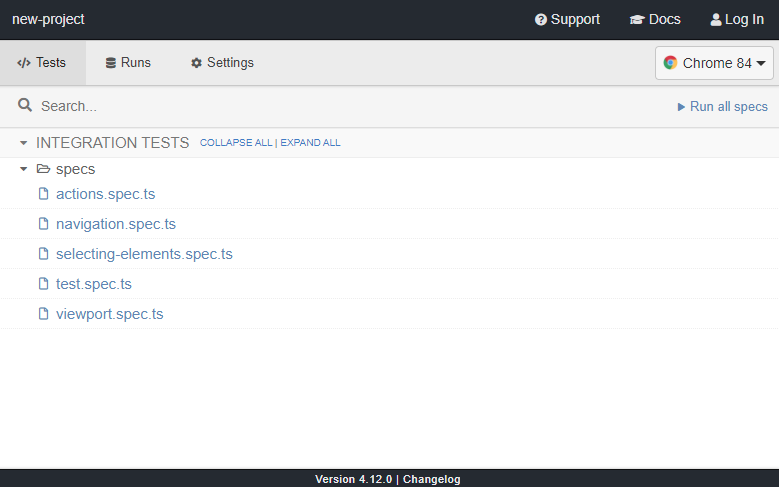 new-project Support Docs Log In
Tests Runs Settings Chrome 84
Search... Run all specs
INTEGRATION TESTS COLLAPSE ALL | EXPAND ALL
specs
actions.spec.ts
navigation.spec.ts
selecting-elements.spec.ts
test.spec.ts
viewport.spec.ts
Version 4.12.0 | Changelog